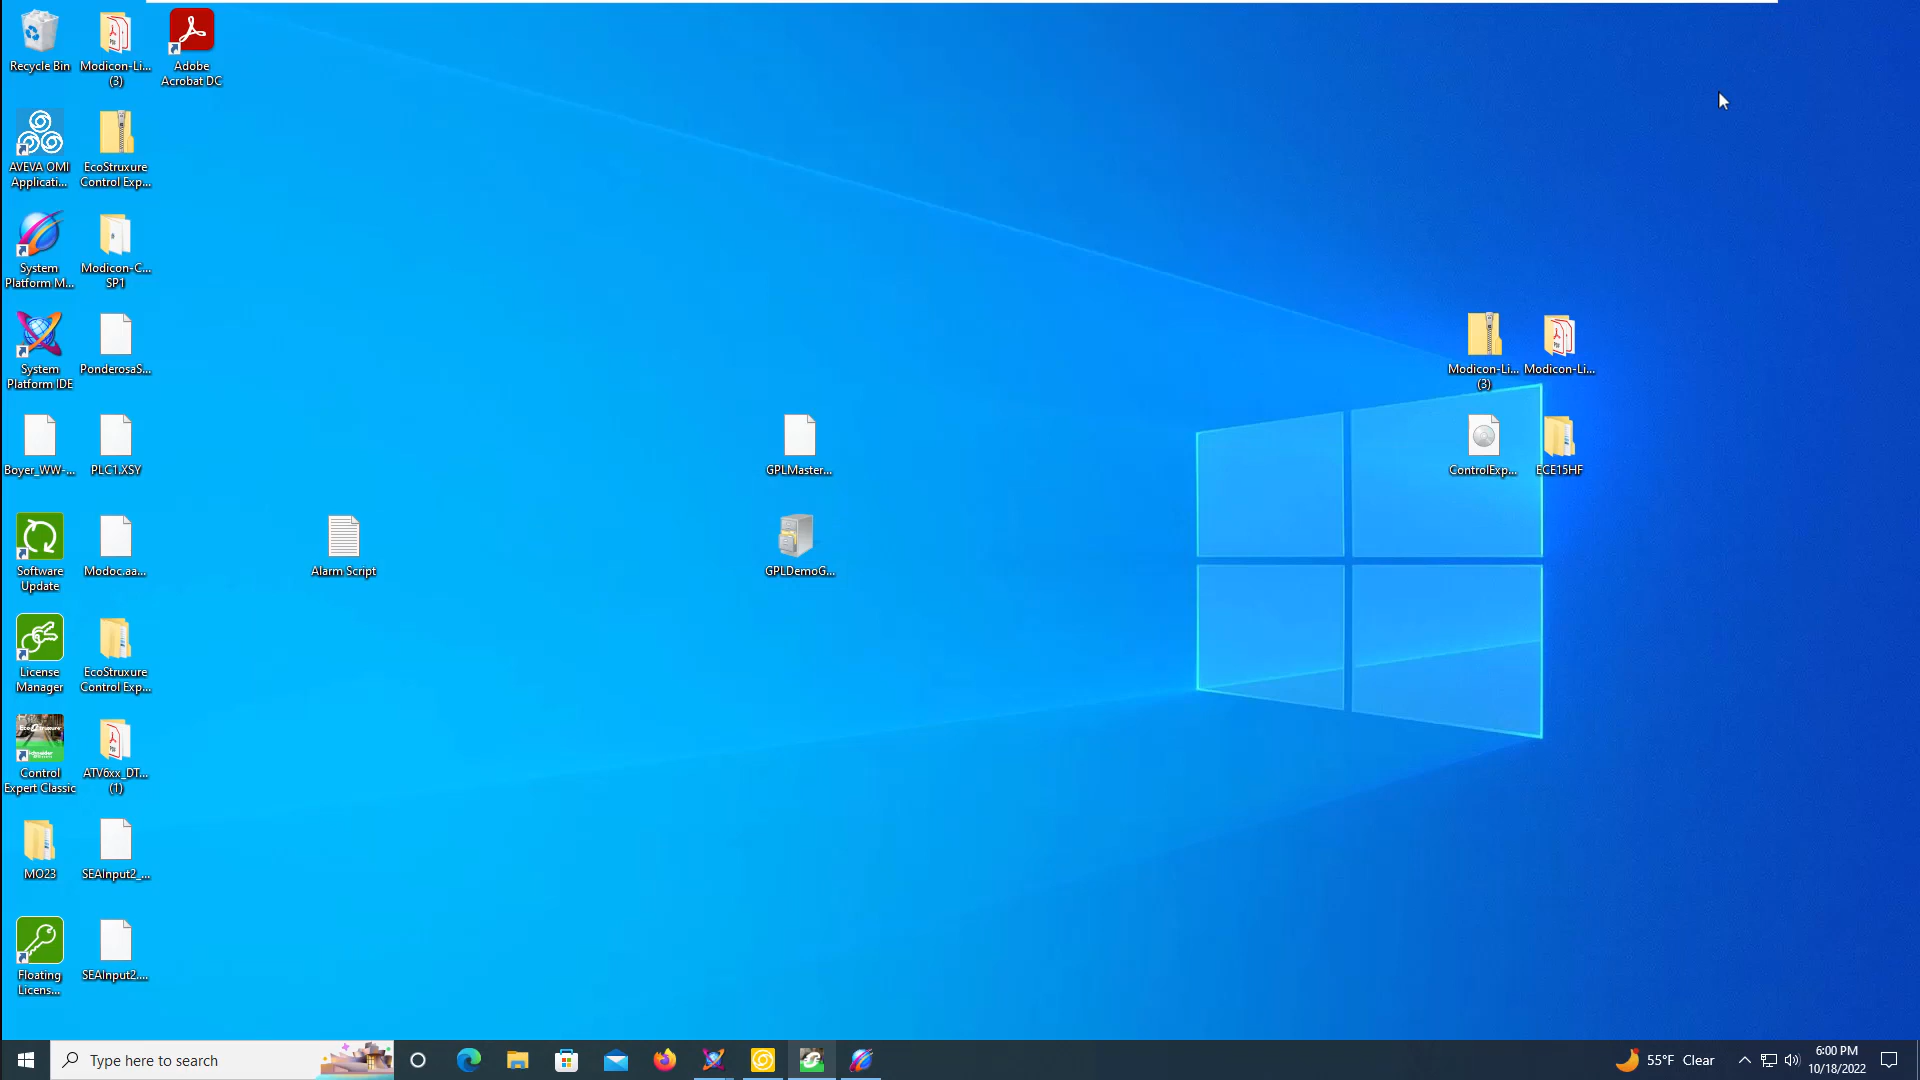 Recycle Bin
Modicon-Li...
(3)
Adobe
Acrobat DC
AVEVA OMI
Applicati...
EcoStruxure
Control Exp...
System
Platform M...
Modicon-C...
SP1
System
Platform IDE
PonderosaS...
Modicon-Li...
(3)
Modicon-Li...
Boyer_WW-...
PLC1.XSY
GPLMaster...
ControlExp...
ECE15HF
Software
Update
Modoc.aa...
Alarm Script
GPLDemoG...
License
Manager
EcoStruxure
Control Exp...
Control
Expert Classic
ATV6xx_DT...
(1)
MO23
SEAInput2_...
Floating
Licens...
SEAInput2....
Type here to search
55°F Clear
6:00 PM
10/18/2022